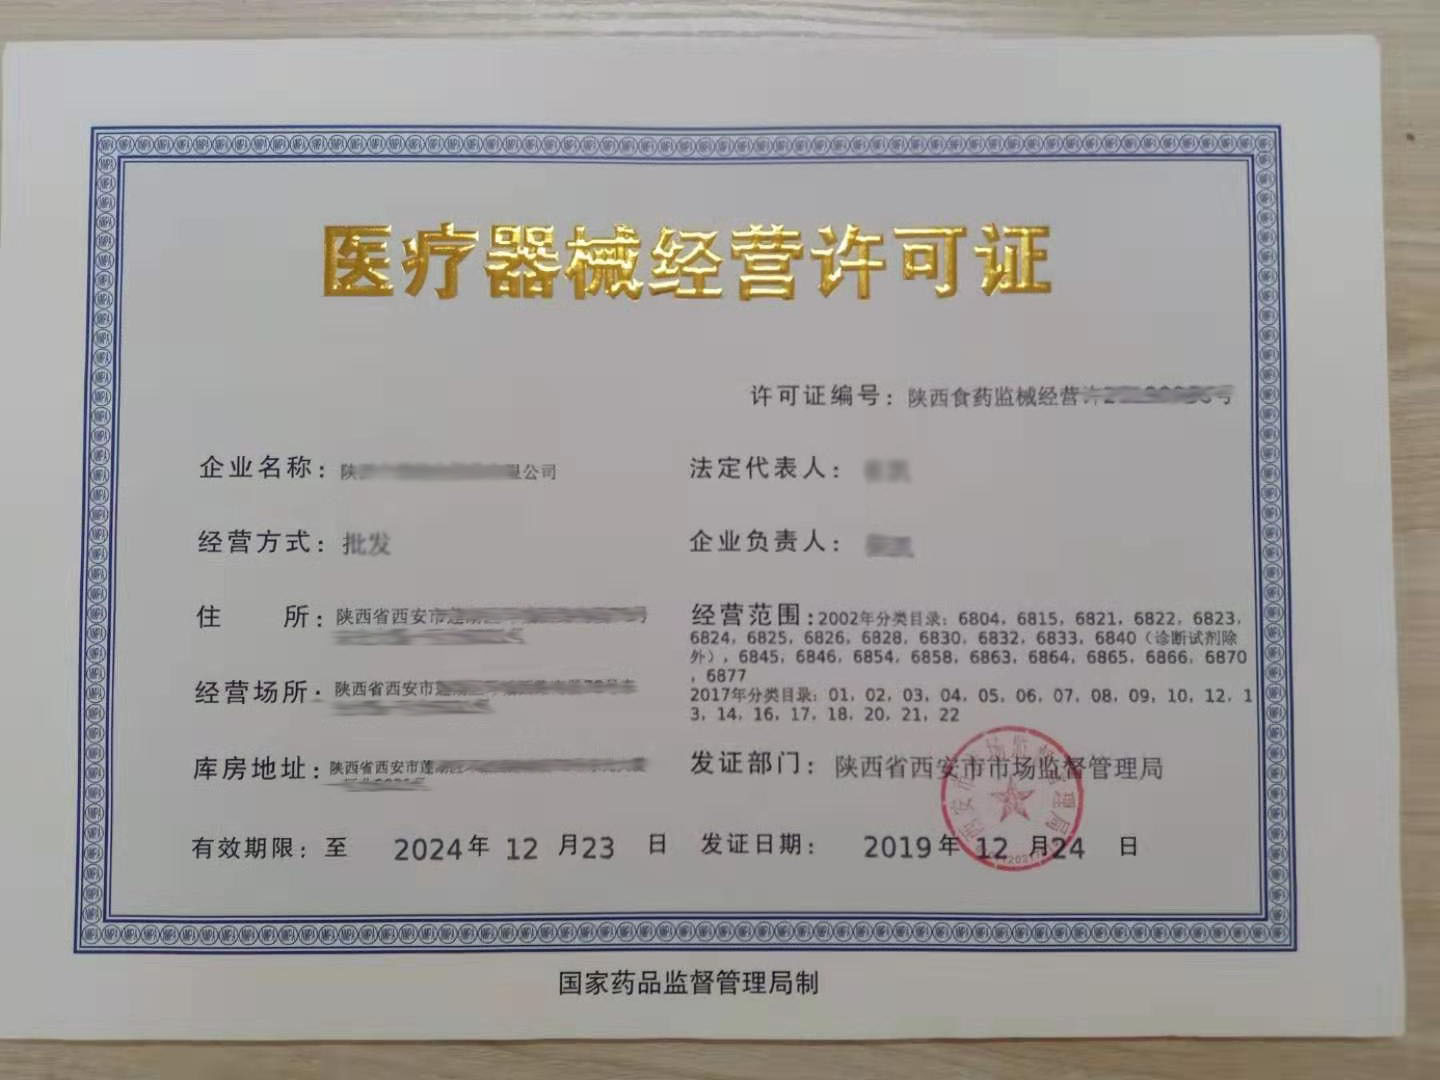 医疗器械经营许可证
许可证编号：陕西食药监械经营许
企业名称：陕 限公司
法定代表人：
经营方式：批发
企业负责人：
住 所：陕西省西安市
经营范围：2002年分类目录：6804，6815，6821，6822，6823，
6824，6825，6826，6828，6830，6832，6833，6840（诊断试剂除
外），6845，6846，6854，6858，6863，6864，6865，6866，6870
，6877
2017年分类目录：01，02，03，04，05，06，07，08，09，10，12，1
3，14，16，17，18，20，21，22
经营场所：陕西省西安市
库房地址：陕西省西安市莲
发证部门：陕西省西安市市场监督管理局
有效期限：至 2024年 12 月23 日
发证日期：2019年 12 月24 日
国家药品监督管理局制